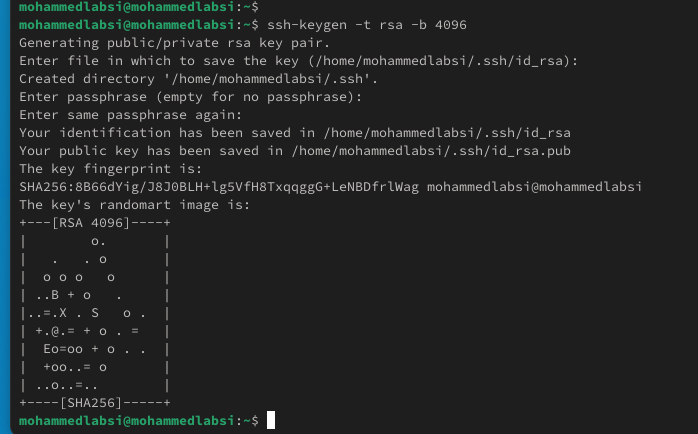 mohammedlabsi@mohammedlabsi:~$
mohammedlabsi@mohammedlabsi:~$ ssh-keygen -t rsa -b 4096
Generating public/private rsa key pair.
Enter file in which to save the key (/home/mohammedlabsi/.ssh/id_rsa):
Created directory '/home/mohammedlabsi/.ssh'.
Enter passphrase (empty for no passphrase):
Enter same passphrase again:
Your identification has been saved in /home/mohammedlabsi/.ssh/id_rsa
Your public key has been saved in /home/mohammedlabsi/.ssh/id_rsa.pub
The key fingerprint is:
SHA256:8B66dYig/J8J0BLH+lg5VfH8TxqqggG+LeNBDfrlWag mohammedlabsi@mohammedlabsi
The key's randomart image is:
+---[RSA 4096]----+
|        o.       |
|   .   . o       |
|  o o o   o      |
| ..B + o   .     |
|..=.X . S   o .  |
| +.@.= + o . =   |
|  Eo=oo + o . .  |
|  +oo..= o       |
| ..o..=..        |
+----[SHA256]-----+
mohammedlabsi@mohammedlabsi:~$